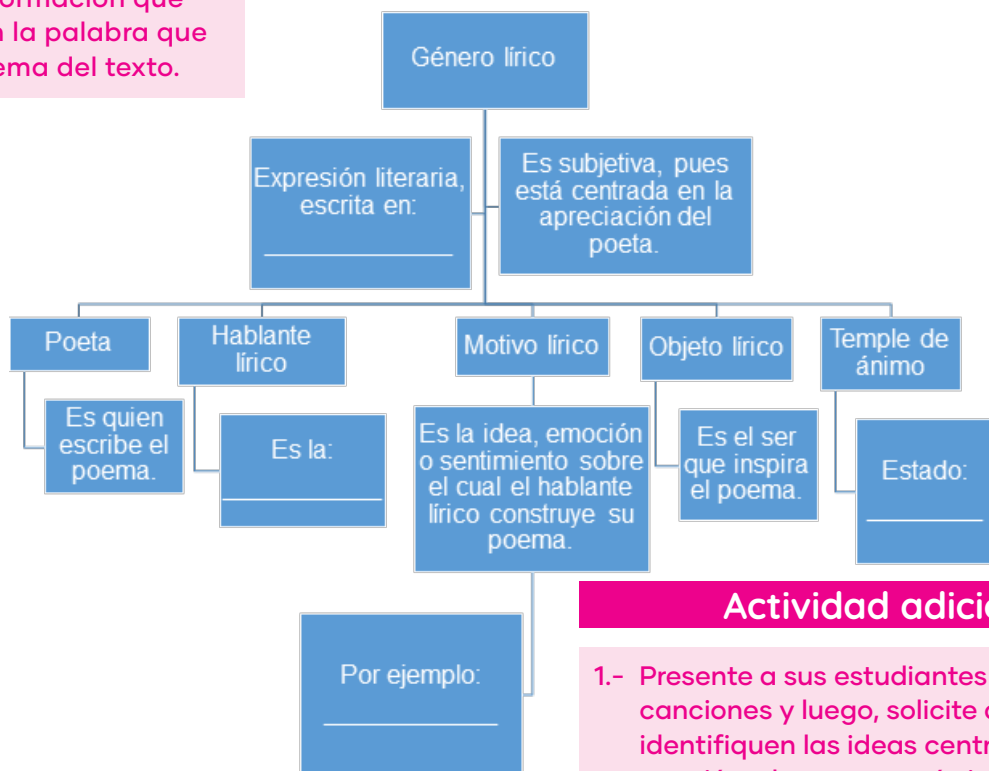 que
la palabra que
del texto.
Género lírico
Expresión literaria,
escrita en:
Es subjetiva, pues
está centrada en la
apreciación del
poeta.
Poeta
Hablante
lírico
Motivo lírico
Objeto lírico
Temple de
ánimo
Es quien
escribe el
poema.
Es la:
Es la idea, emoción
o sentimiento sobre
el cual el hablante
lírico construye su
poema.
Es el ser
que inspira
el poema.
Estado:
Por ejemplo:
Actividad
1.- Presente a sus estudiantes
canciones y luego, solicite
identifiquen las ideas